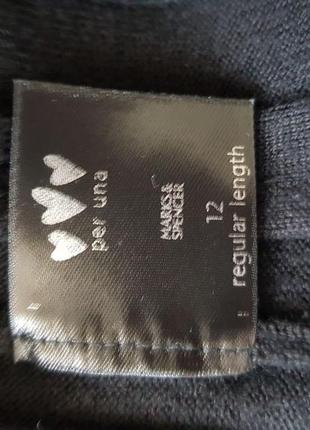 per una
MARKS &
SPENCER
12
regular length